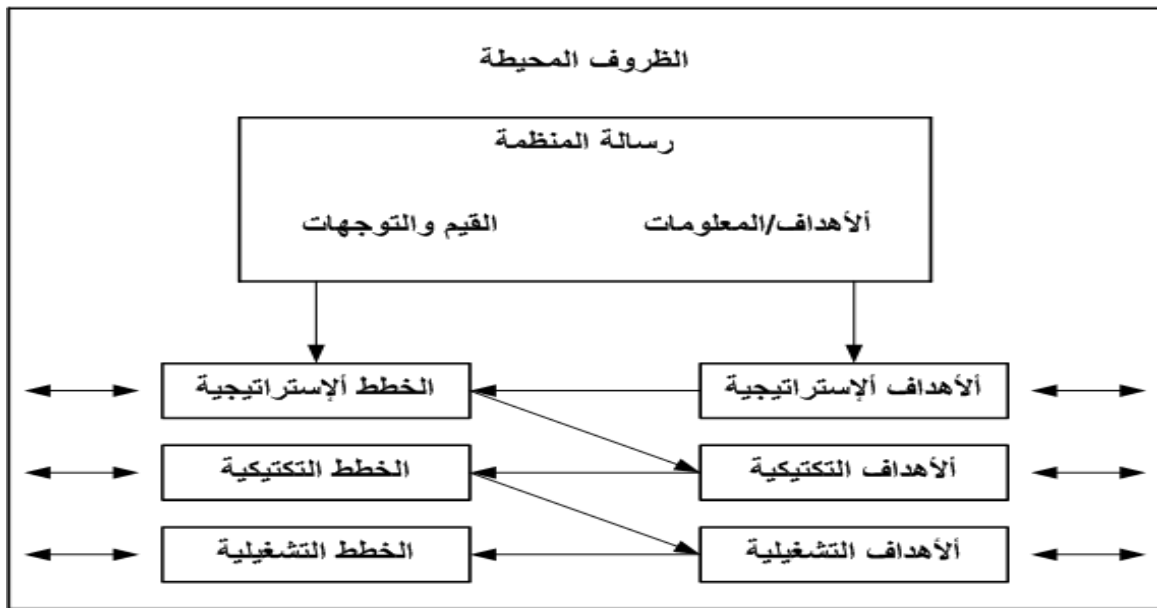 الظروف المحيطة
رسالة المنظمة
ألأهداف/المعلومات
القيم والتوجهات
ألأهداف ألإستراتيجية
الخطط ألإستراتيجية
ألأهداف التكتيكية
الخطط التكتيكية
ألأهداف التشغيلية
الخطط التشغيلية